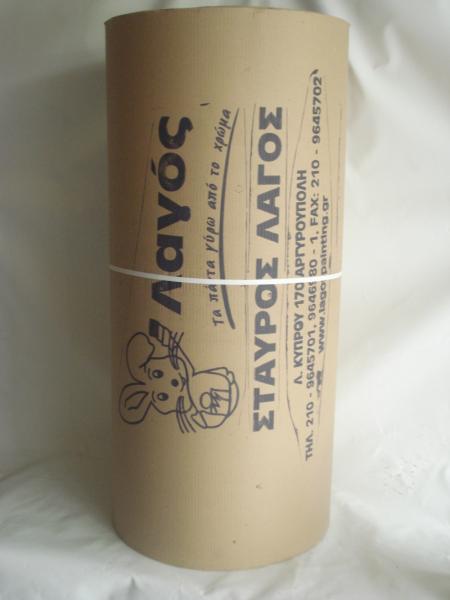 λαγός
Τα πάντα γύρω από το χρώμα
ΣΤΑΥΡΟΣ ΛΑΓΟΣ
Λ. ΚΥΠΡΟΥ 170 ΑΡΓΥΡΟΥΠΟΛΗ
ΤΗΛ. 210 - 9645701, 9646980 - 1, FAX: 210 - 9645702
www.lagospainting.gr